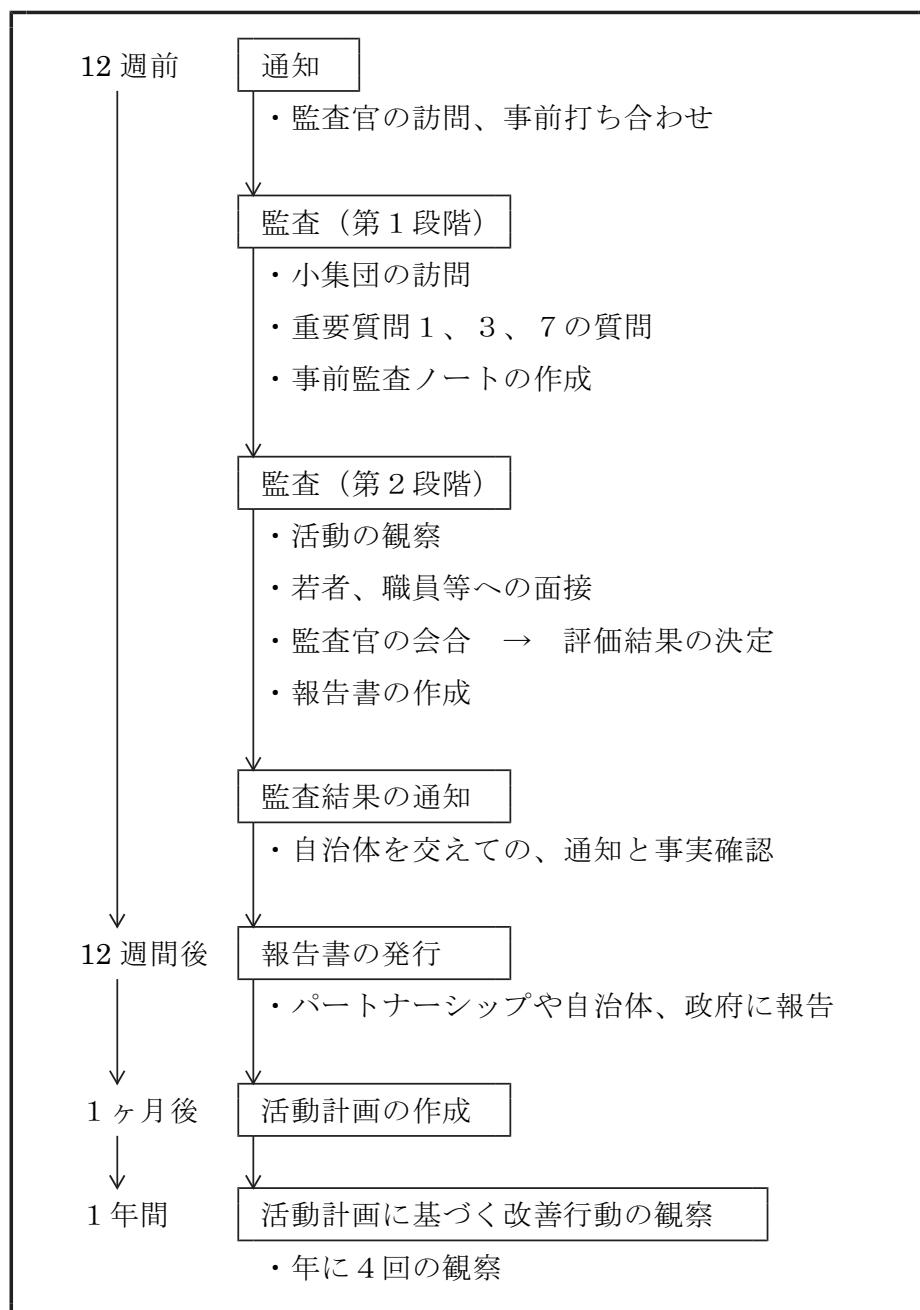 12 週前 通知
・監査官の訪問、事前打ち合わせ
監査（第１段階）
・小集団の訪問
・重要質問１、３、７の質問
・事前監査ノートの作成
監査（第２段階）
・活動の観察
・若者、職員等への面接
・監査官の会合　→　評価結果の決定
・報告書の作成
監査結果の通知
・自治体を交えての、通知と事実確認
12 週間後 報告書の発行
・パートナーシップや自治体、政府に報告
１ヶ月後 活動計画の作成
１年間 活動計画に基づく改善行動の観察
・年に４回の観察